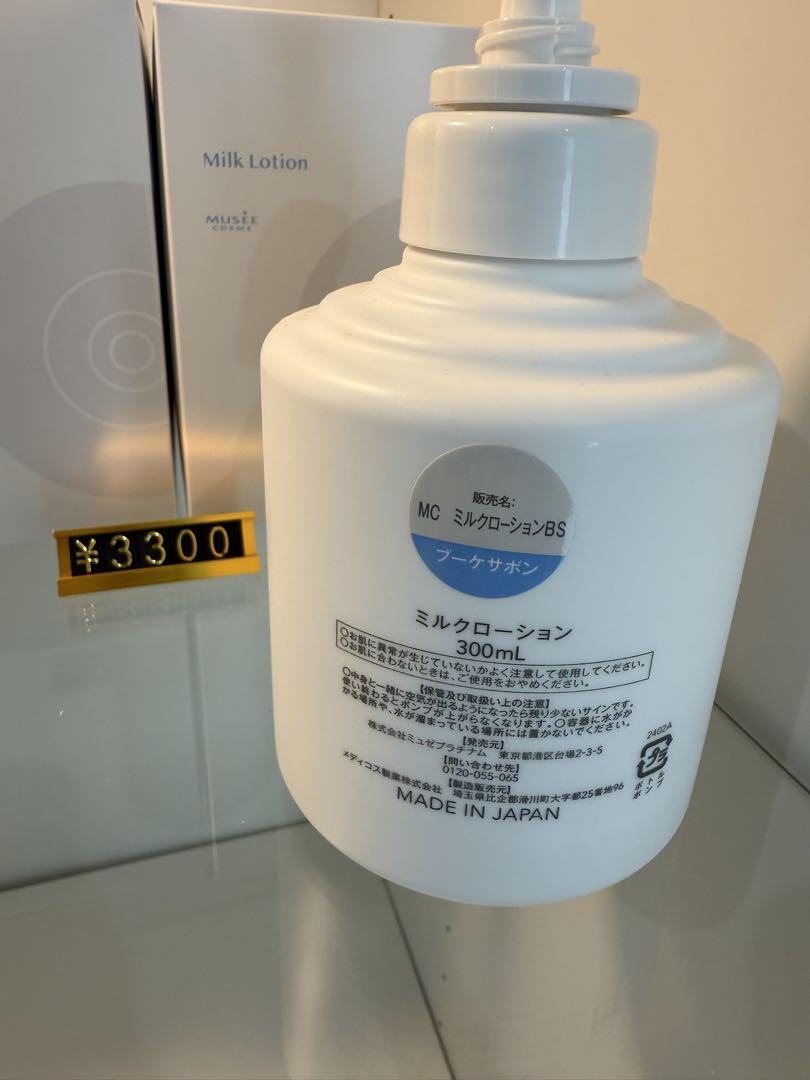 Milk Lotion
MUSÉE
COSME
¥3300
販売名:
MC ミルクローションBS
ブーケサボン
ミルクローション
300mL
○お肌に異常が生じていないかよく注意して使用してください。
○お肌に合わないときは、ご使用をおやめください。
【保管及び取扱い上の注意】
○中身と一緒に空気が出るようになったら残り少ないサインです。
使い終わるとポンプが上がらなくなります。○容器に水がか
かる場所や、水が溜まっている場所には置かないでください。
【発売元】
株式会社ミュゼプラチナム 東京都港区台場2-3-5
【問い合わせ先】
0120-055-065
【製造販売元】
メディコス製薬株式会社 埼玉県比企郡滑川町大字都25番地96
MADE IN JAPAN
2402A
プラ
ボトル
ポンプ